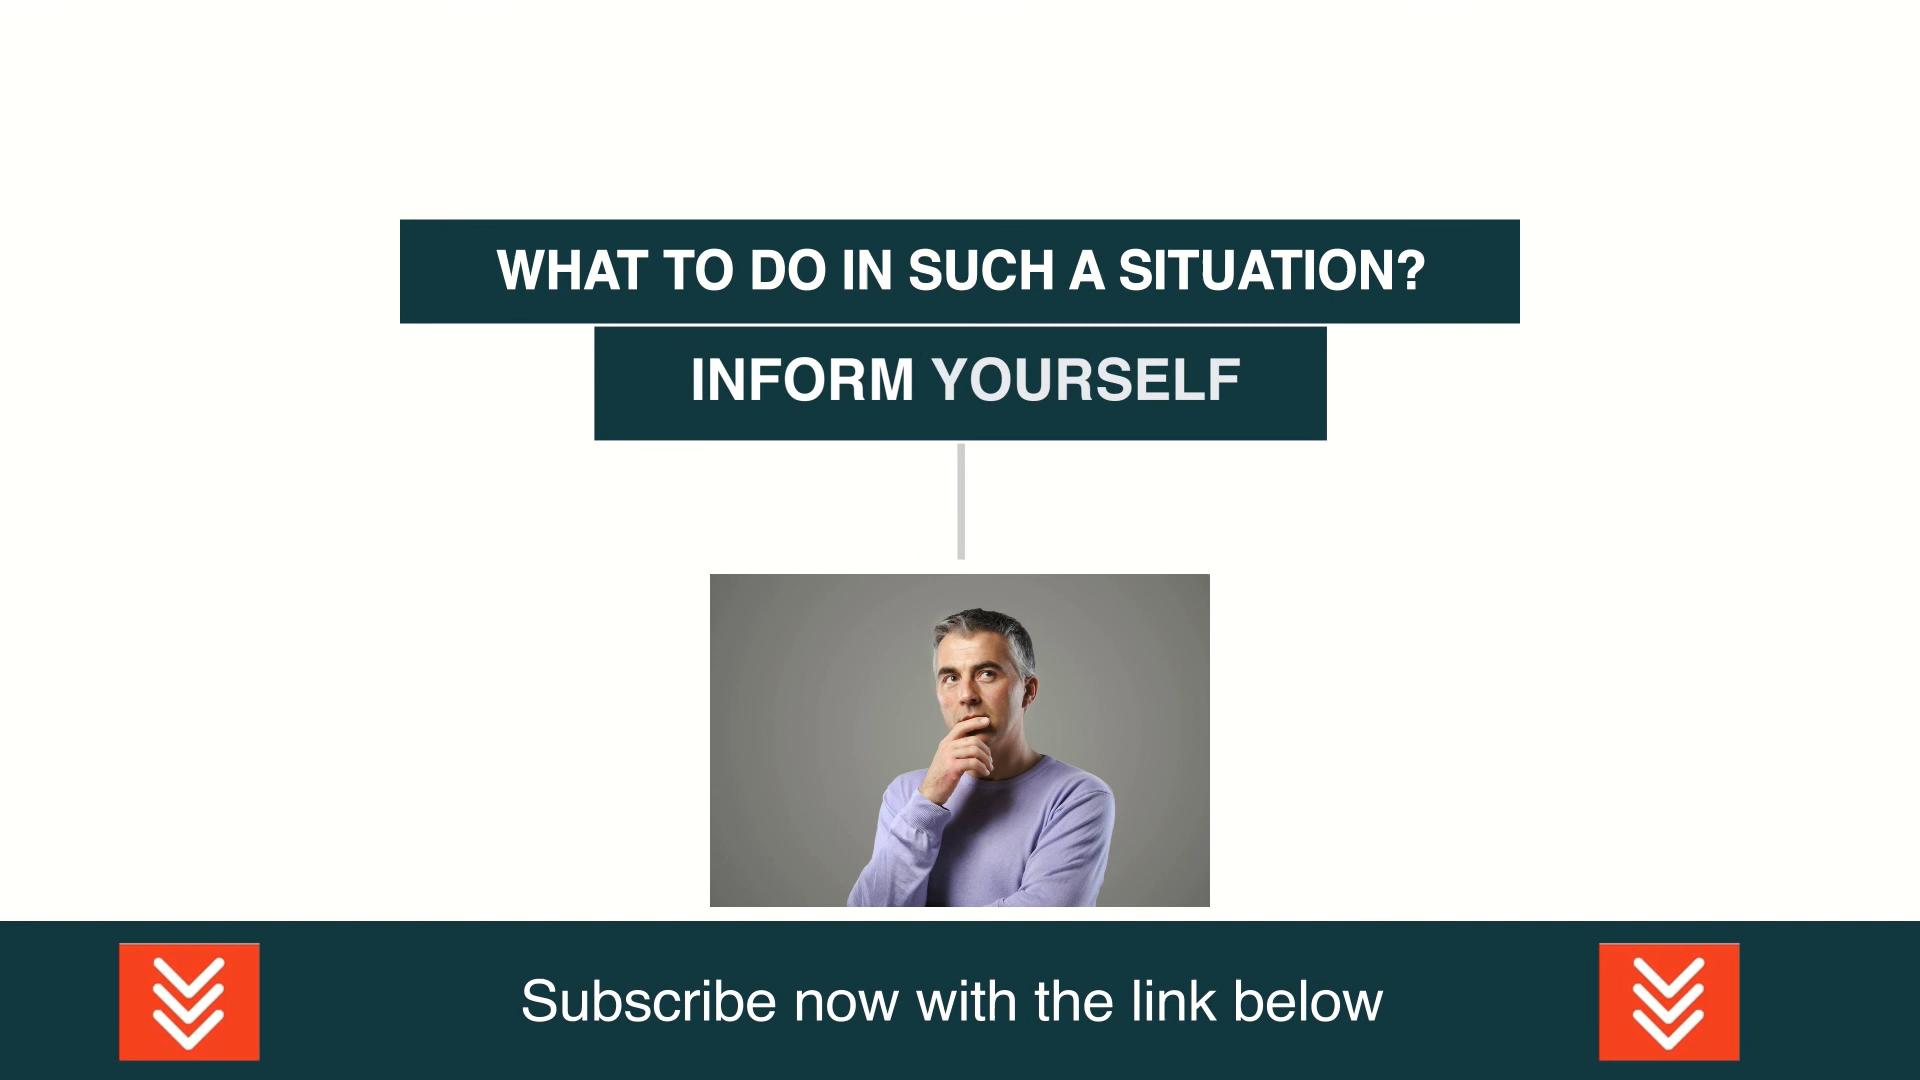 WHAT TO DO IN SUCH A SITUATION?
INFORM YOURSELF
Subscribe now with the link below